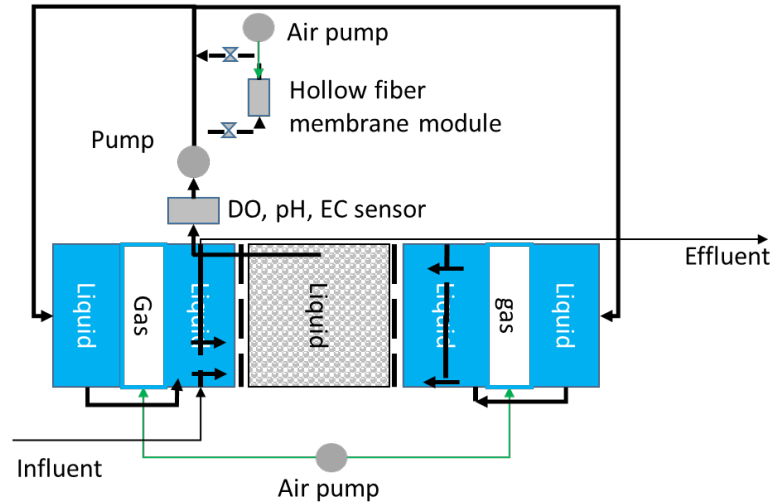 Air pump
Hollow fiber
membrane module
Pump
DO, pH, EC sensor
Effluent
Liquid
Gas
Liquid
Liquid
Liquid
gas
Liquid
Influent
Air pump